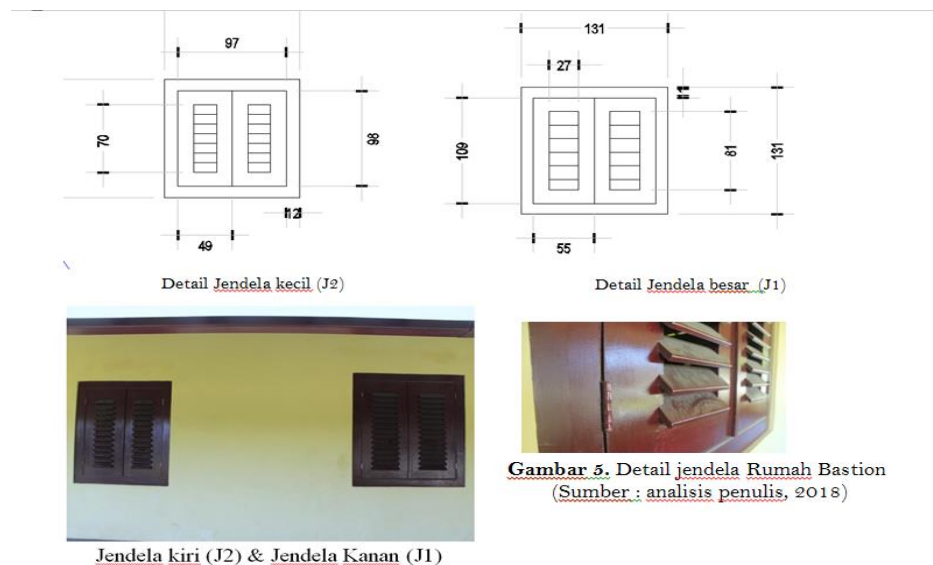 97
70
98
12
49
Detail Jendela kecil (J2)
131
27
11
109
81
131
55
Detail Jendela besar (J1)
Jendela kiri (J2) & Jendela Kanan (J1)
Gambar 5. Detail jendela Rumah Bastion
(Sumber : analisis penulis, 2018)